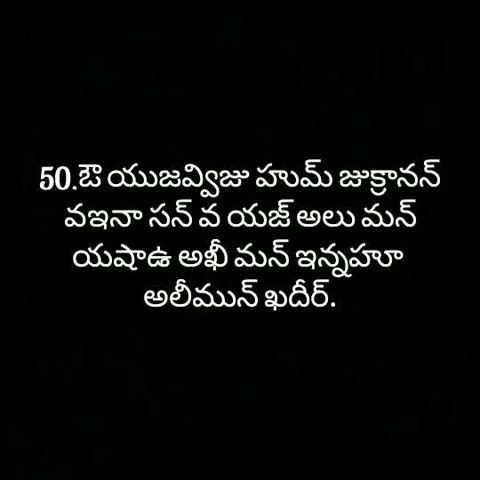 50.ఔ యుజవ్విజు హుమ్ జుక్రానన్
వఇనా సన్ వ యజ్ అలు మన్
యషాఉ అఖీ మన్ ఇన్నహూ
అలీమున్ ఖదీర్.